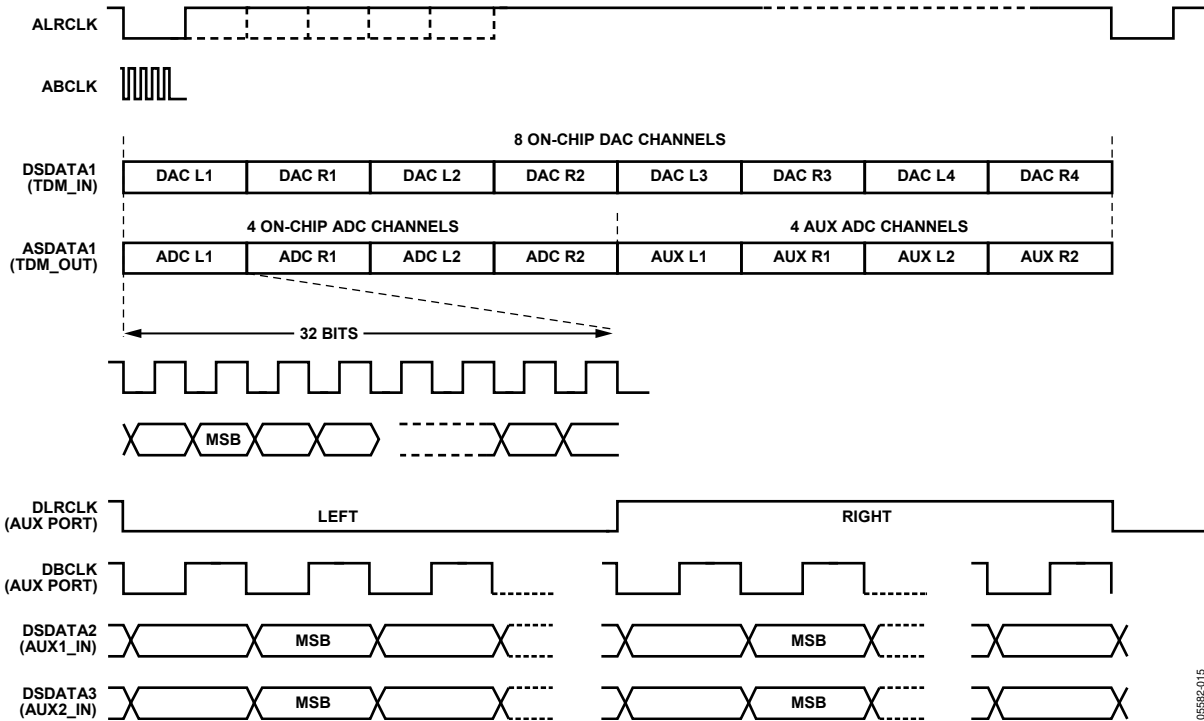 ALRCLK
ABCLK
8 ON-CHIP DAC CHANNELS
DSDATA1
(TDM_IN)
DAC L1 DAC R1 DAC L2 DAC R2 DAC L3 DAC R3 DAC L4 DAC R4
4 ON-CHIP ADC CHANNELS 4 AUX ADC CHANNELS
ASDATA1
(TDM_OUT)
ADC L1 ADC R1 ADC L2 ADC R2 AUX L1 AUX R1 AUX L2 AUX R2
32 BITS
MSB
DLRCLK
(AUX PORT)
LEFT RIGHT
DBCLK
(AUX PORT)
DSDATA2
(AUX1_IN)
MSB MSB
DSDATA3
(AUX2_IN)
MSB MSB
05582-015